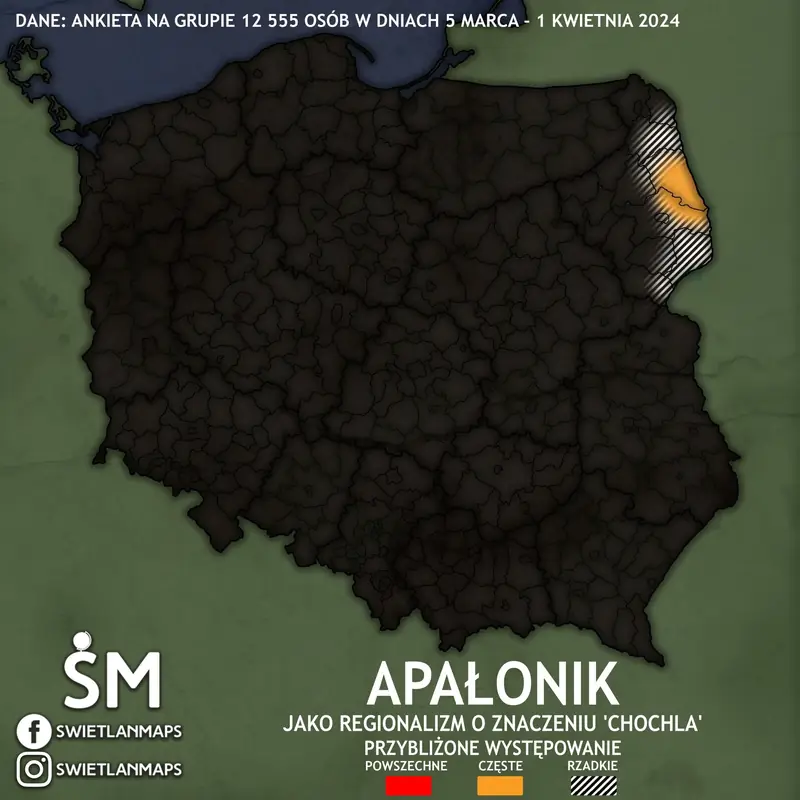 DANE: ANKIETA NA GRUPIE 12 555 OSÓB W DNIACH 5 MARCA - 1 KWIETNIA 2024
ŚM
SWIETLANMAPS
SWIETLANMAPS
APAŁONIK
JAKO REGIONALIZM O ZNACZENIU 'CHOCHLA'
PRZYBLIŻONE WYSTĘPOWANIE
POWSZECHNE CZĘSTE RZADKIE